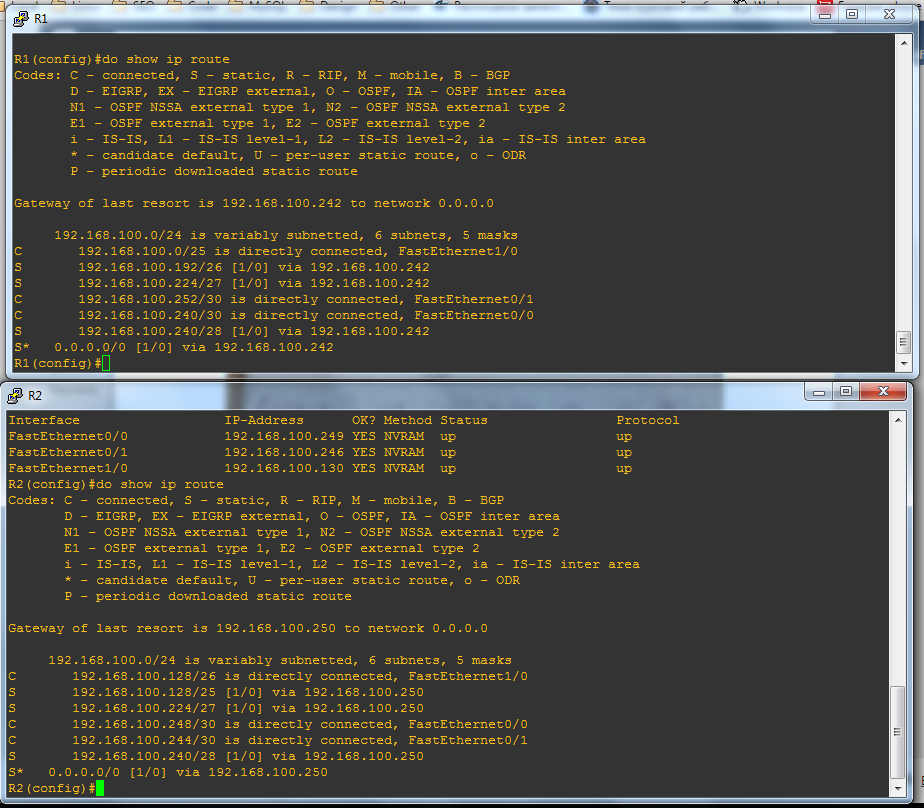 R1
R1(config)#do show ip route
Codes: C - connected, S - static, R - RIP, M - mobile, B - BGP
D - EIGRP, EX - EIGRP external, O - OSPF, IA - OSPF inter area
N1 - OSPF NSSA external type 1, N2 - OSPF NSSA external type 2
E1 - OSPF external type 1, E2 - OSPF external type 2
i - IS-IS, L1 - IS-IS level-1, L2 - IS-IS level-2, ia - IS-IS inter area
* - candidate default, U - per-user static route, o - ODR
P - periodic downloaded static route
Gateway of last resort is 192.168.100.242 to network 0.0.0.0
192.168.100.0/24 is variably subnetted, 6 subnets, 5 masks
C 192.168.100.0/25 is directly connected, FastEthernet1/0
S 192.168.100.192/26 [1/0] via 192.168.100.242
S 192.168.100.224/27 [1/0] via 192.168.100.242
C 192.168.100.252/30 is directly connected, FastEthernet0/1
C 192.168.100.240/30 is directly connected, FastEthernet0/0
S 192.168.100.240/28 [1/0] via 192.168.100.242
S* 0.0.0.0/0 [1/0] via 192.168.100.242
R1(config)#
R2
Interface IP-Address OK? Method Status Protocol
FastEthernet0/0 192.168.100.249 YES NVRAM up up
FastEthernet0/1 192.168.100.246 YES NVRAM up up
FastEthernet1/0 192.168.100.130 YES NVRAM up up
R2(config)#do show ip route
Codes: C - connected, S - static, R - RIP, M - mobile, B - BGP
D - EIGRP, EX - EIGRP external, O - OSPF, IA - OSPF inter area
N1 - OSPF NSSA external type 1, N2 - OSPF NSSA external type 2
E1 - OSPF external type 1, E2 - OSPF external type 2
i - IS-IS, L1 - IS-IS level-1, L2 - IS-IS level-2, ia - IS-IS inter area
* - candidate default, U - per-user static route, o - ODR
P - periodic downloaded static route
Gateway of last resort is 192.168.100.250 to network 0.0.0.0
192.168.100.0/24 is variably subnetted, 6 subnets, 5 masks
C 192.168.100.128/26 is directly connected, FastEthernet1/0
S 192.168.100.128/25 [1/0] via 192.168.100.250
S 192.168.100.224/27 [1/0] via 192.168.100.250
C 192.168.100.248/30 is directly connected, FastEthernet0/0
C 192.168.100.244/30 is directly connected, FastEthernet0/1
S 192.168.100.240/28 [1/0] via 192.168.100.250
S* 0.0.0.0/0 [1/0] via 192.168.100.250
R2(config)#